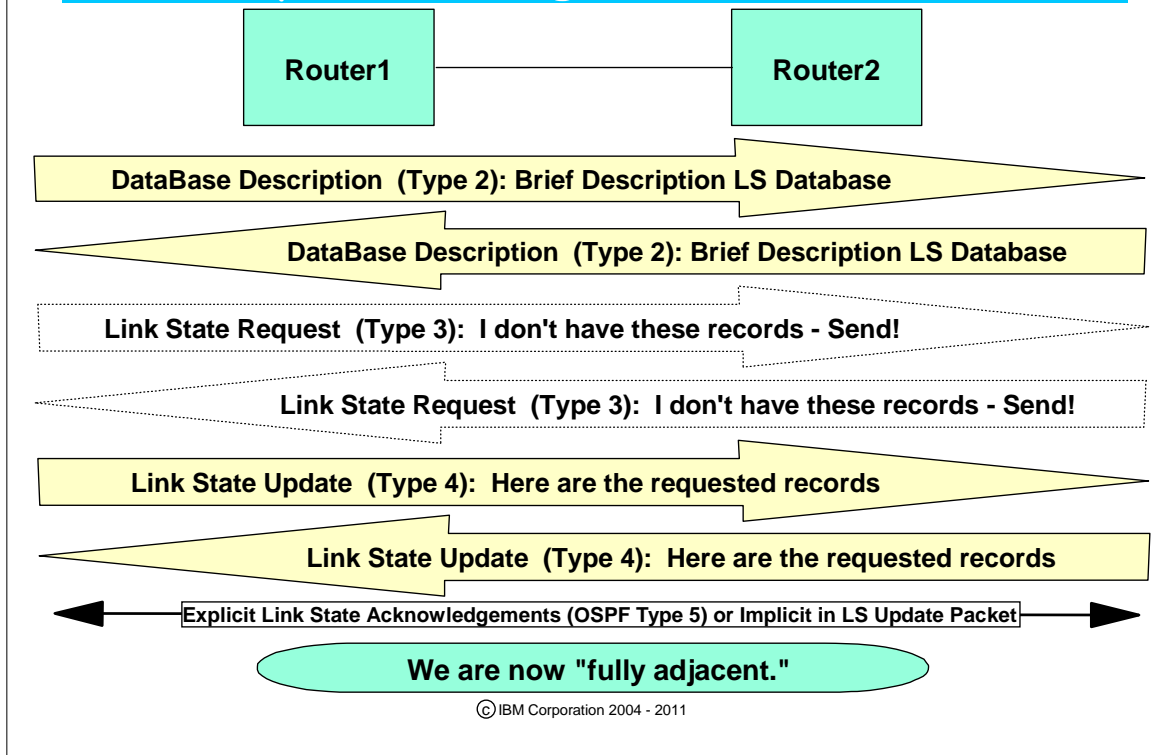 Router1
Router2
DataBase Description (Type 2): Brief Description LS Database
DataBase Description (Type 2): Brief Description LS Database
Link State Request (Type 3): I don't have these records - Send!
Link State Request (Type 3): I don't have these records - Send!
Link State Update (Type 4): Here are the requested records
Link State Update (Type 4): Here are the requested records
Explicit Link State Acknowledgements (OSPF Type 5) or Implicit in LS Update Packet
We are now "fully adjacent."
© IBM Corporation 2004 - 2011